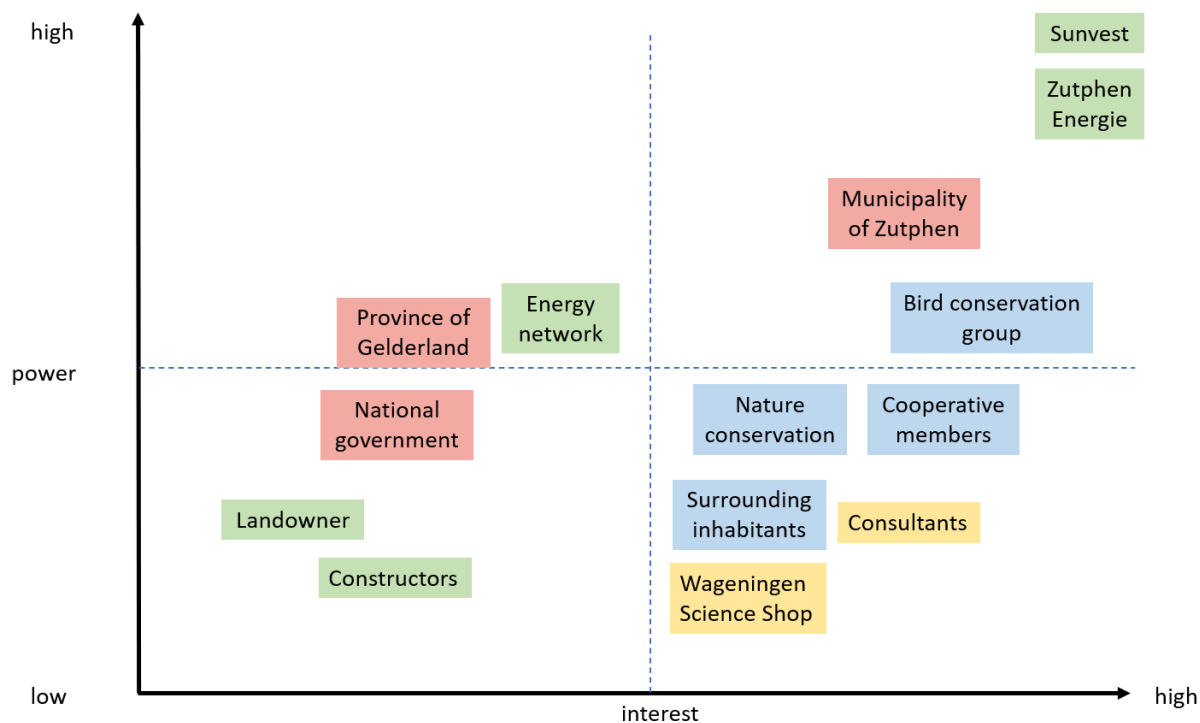 high
Sunvest
Zutphen
Energie
Municipality
of Zutphen
Energy
network
Bird conservation
group
Province of
Gelderland
power
National
government
Nature
conservation
Cooperative
members
Landowner
Surrounding
inhabitants
Consultants
Constructors
Wageningen
Science Shop
low
interest
high